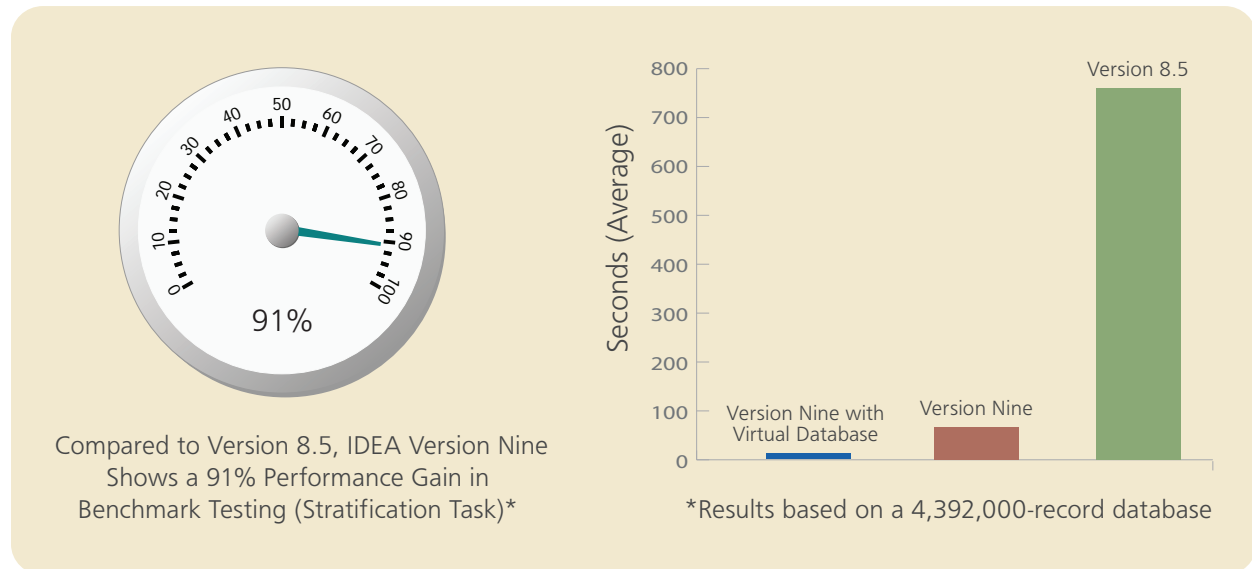 0
10
20
30
40
50
60
70
80
90
100
91%
Compared to Version 8.5, IDEA Version Nine
Shows a 91% Performance Gain in
Benchmark Testing (Stratification Task)*
Seconds (Average)
800
700
600
500
400
300
200
100
0
Version Nine with
Virtual Database
Version Nine
Version 8.5
*Results based on a 4,392,000-record database